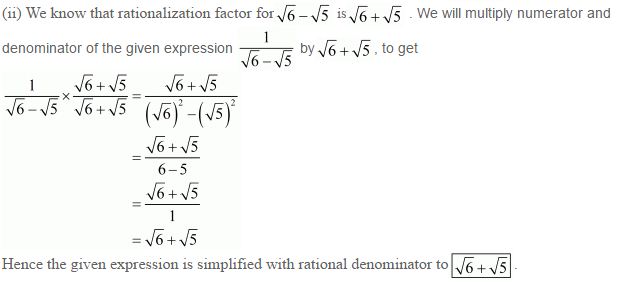 (ii) We know that rationalization factor for √6 – √5 is √6 + √5 . We will multiply numerator and
denominator of the given expression 1/(√6 – √5) by √6 + √5 , to get
1/(√6 – √5) × (√6 + √5)/(√6 + √5) = (√6 + √5)/((√6)² – (√5)²)
= (√6 + √5)/(6 – 5)
= (√6 + √5)/1
= √6 + √5
Hence the given expression is simplified with rational denominator to √6 + √5 .